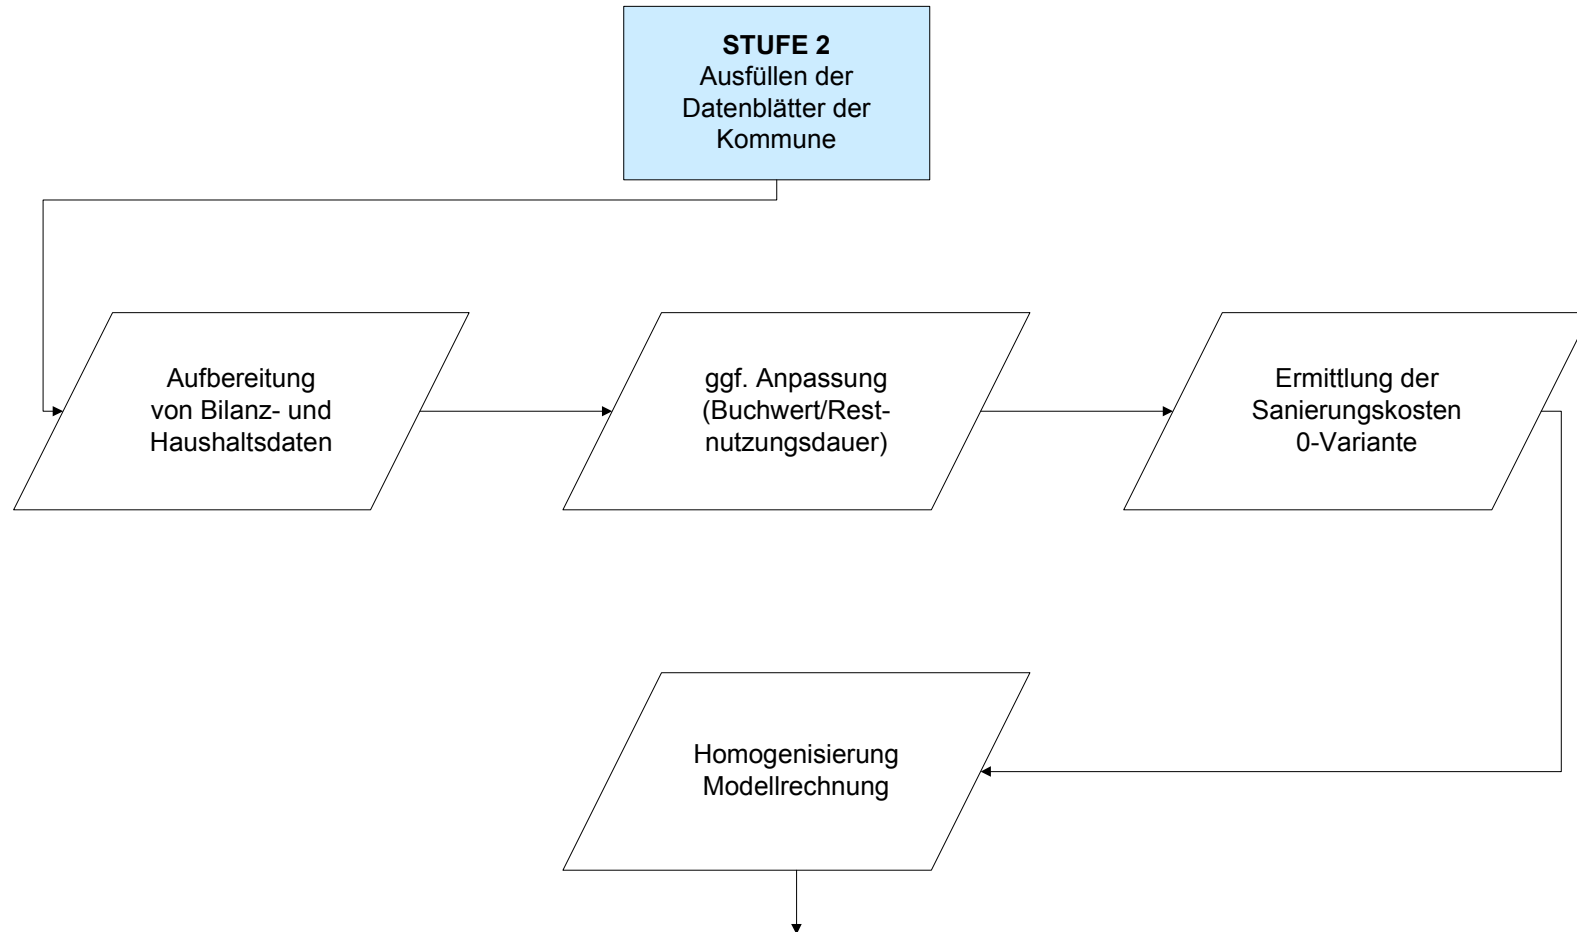 STUFE 2
Ausfüllen der
Datenblätter der
Kommune
Aufbereitung
von Bilanz- und
Haushaltsdaten
ggf. Anpassung
(Buchwert/Rest-
nutzungsdauer)
Ermittlung der
Sanierungskosten
0-Variante
Homogenisierung
Modellrechnung